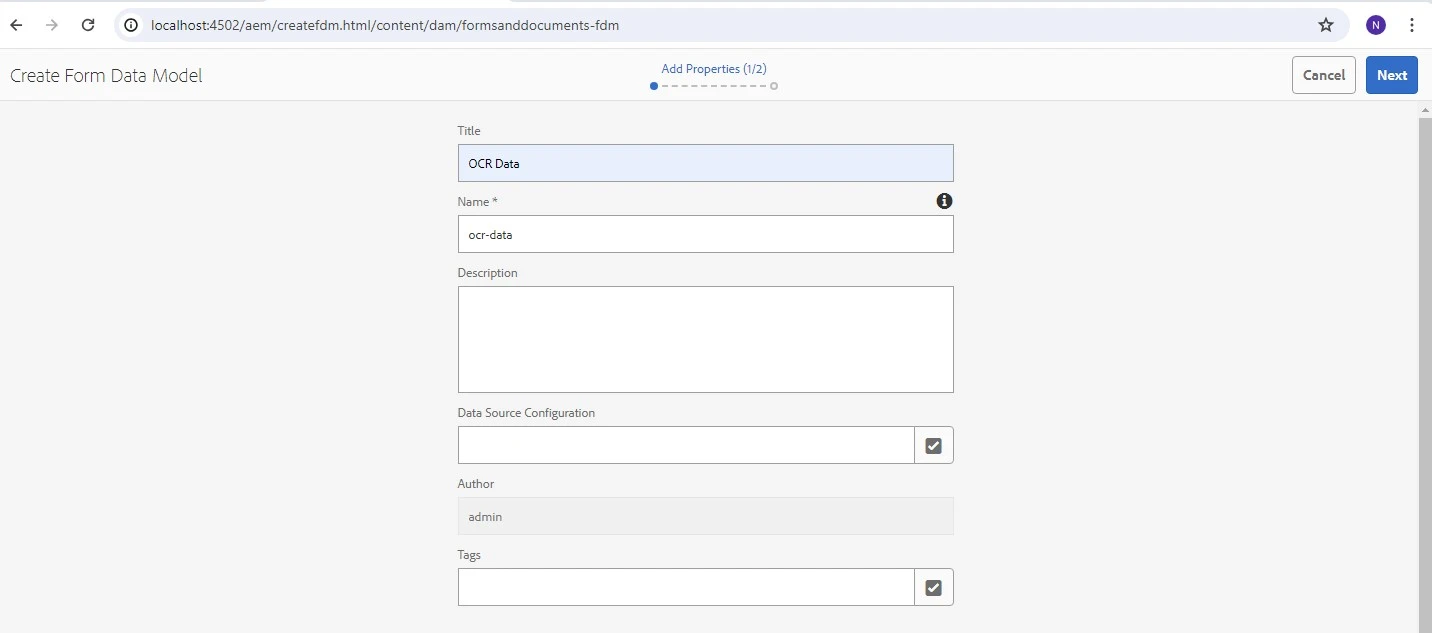 localhost:4502/aem/createfdm.html/content/dam/formsanddocuments-fdm
N
Create Form Data Model
Add Properties (1/2)
Cancel
Next
Title
OCR Data
Name *
ocr-data
Description
Data Source Configuration
Author
admin
Tags